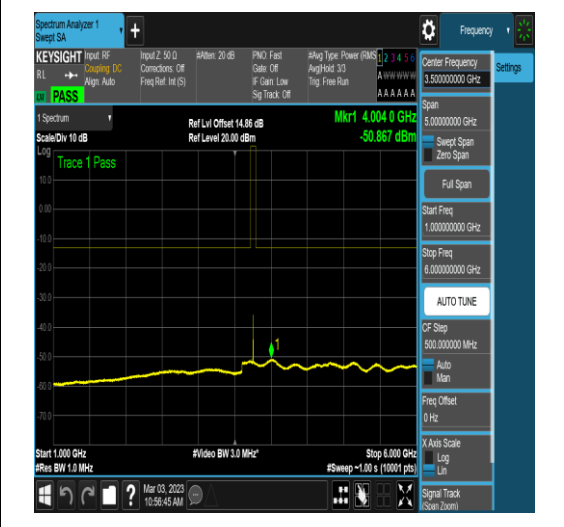 Spectrum Analyzer 1
Swept SA
+
Frequency
KEYSIGHT
RL
PASS
Input: RF
Coupling: DC
Align: Auto
Input Z: 50 Ω
Corrections: Off
Freq Ref: Int (S)
#Atten: 20 dB
PNO: Fast
Gate: Off
IF Gain: Low
Sig Track: Off
#Avg Type: Power (RMS
Avg|Hold: 3/3
Trig: Free Run
1 2 3 4 5 6
A W W W W W
A A A A A A
1 Spectrum
Scale/Div 10 dB
Log
Ref Lvl Offset 14.86 dB
Ref Level 20.00 dBm
Mkr1 4.004 0 GHz
-50.867 dBm
Trace 1 Pass
10.0
0.00
-10.0
-20.0
-30.0
-40.0
-50.0
-60.0
-70.0
1
Start 1.000 GHz
#Res BW 1.0 MHz
#Video BW 3.0 MHz*
Stop 6.000 GHz
#Sweep ~1.00 s (10001 pts)
Mar 03, 2023
10:56:45 AM
?
Center Frequency
3.500000000 GHz
Span
5.00000000 GHz
Swept Span
Zero Span
Full Span
Start Freq
1.000000000 GHz
Stop Freq
6.000000000 GHz
AUTO TUNE
CF Step
500.000000 MHz
Auto
Man
Freq Offset
0 Hz
X Axis Scale
Log
Lin
Signal Track
(Span Zoom)
Settings